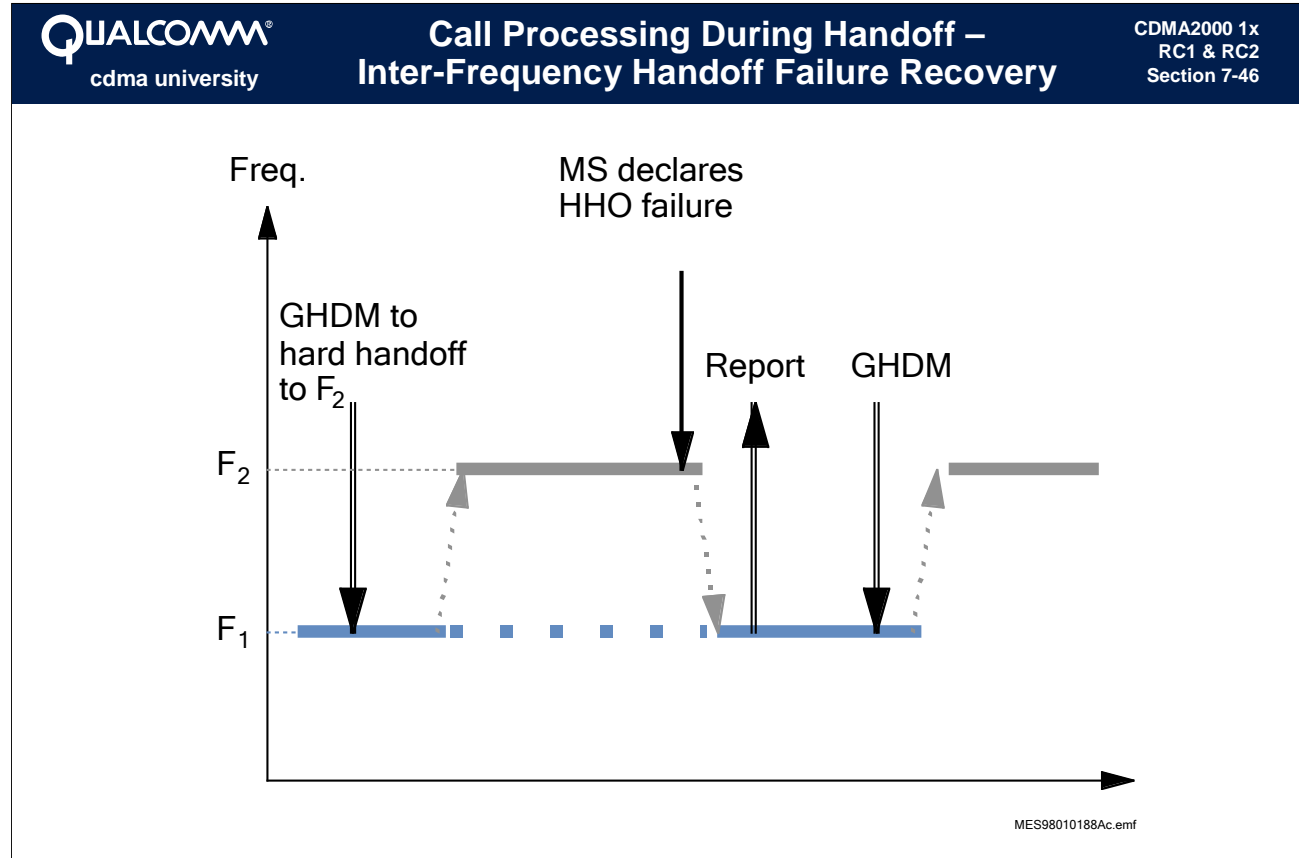 QUALCOMM®
cdma university
Call Processing During Handoff –
Inter-Frequency Handoff Failure Recovery
CDMA2000 1x
RC1 & RC2
Section 7-46
Freq.
MS declares
HHO failure
GHDM to
hard handoff
to F2
Report
GHDM
F2
F1
MES98010188Ac.emf